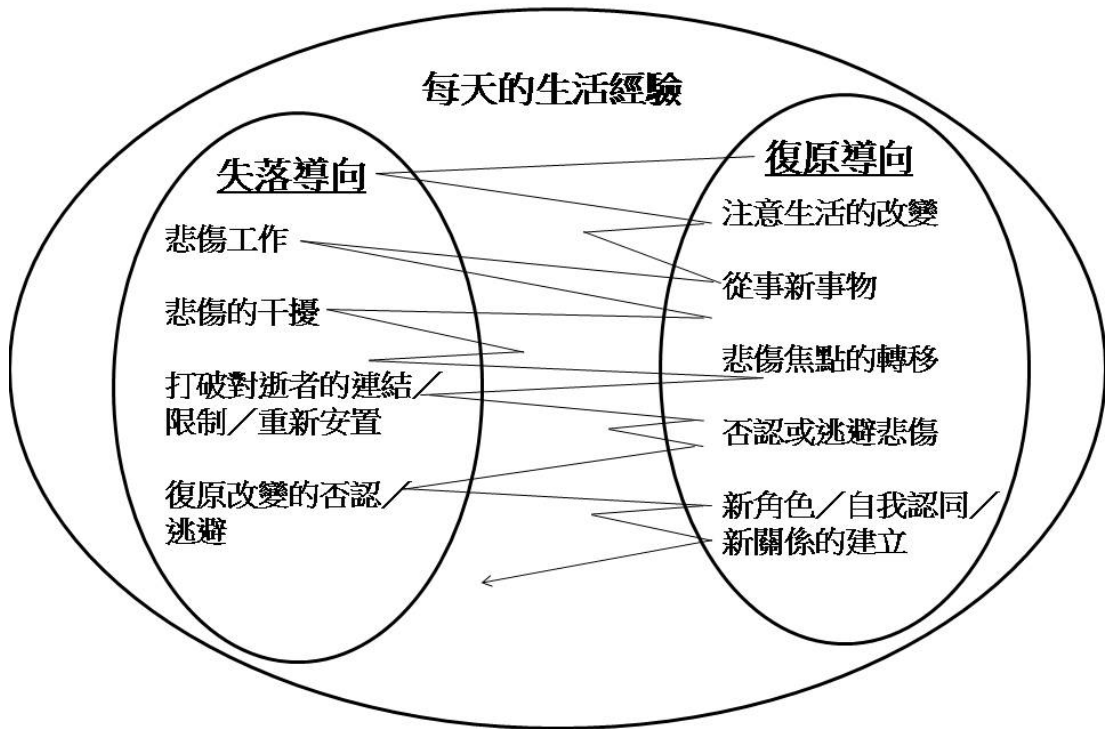 每天的生活經驗
失落導向
悲傷工作
悲傷的干擾
打破對逝者的連結／
限制／重新安置
復原改變的否認／
逃避
復原導向
注意生活的改變
從事新事物
悲傷焦點的轉移
否認或逃避悲傷
新角色／自我認同／
新關係的建立